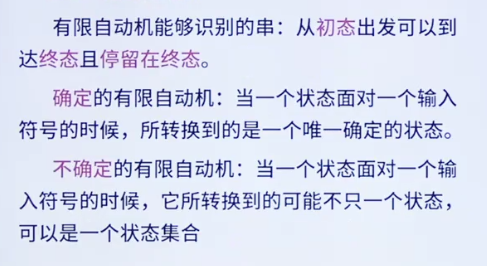 有限自动机能够识别的串：从初态出发可以到
达终态且停留在终态。
确定的有限自动机：当一个状态面对一个输入
符号的时候，所转换到的是一个唯一确定的状态。
不确定的有限自动机：当一个状态面对一个输
入符号的时候，它所转换到的可能不只一个状态，
可以是一个状态集合